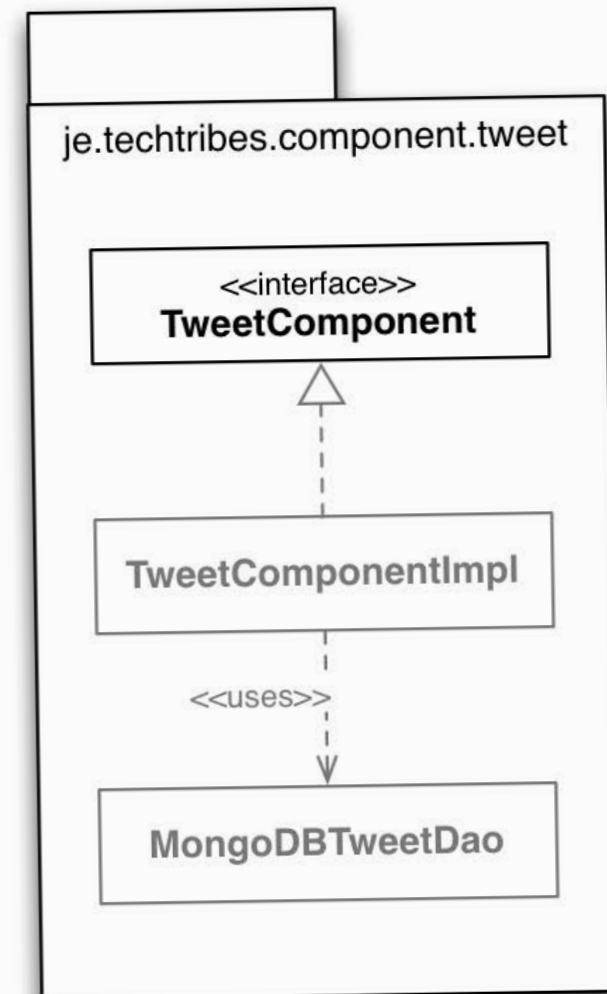 je.techtribes.component.tweet
<<interface>>
TweetComponent
TweetComponentImpl
<<uses>>
MongoDBTweetDao